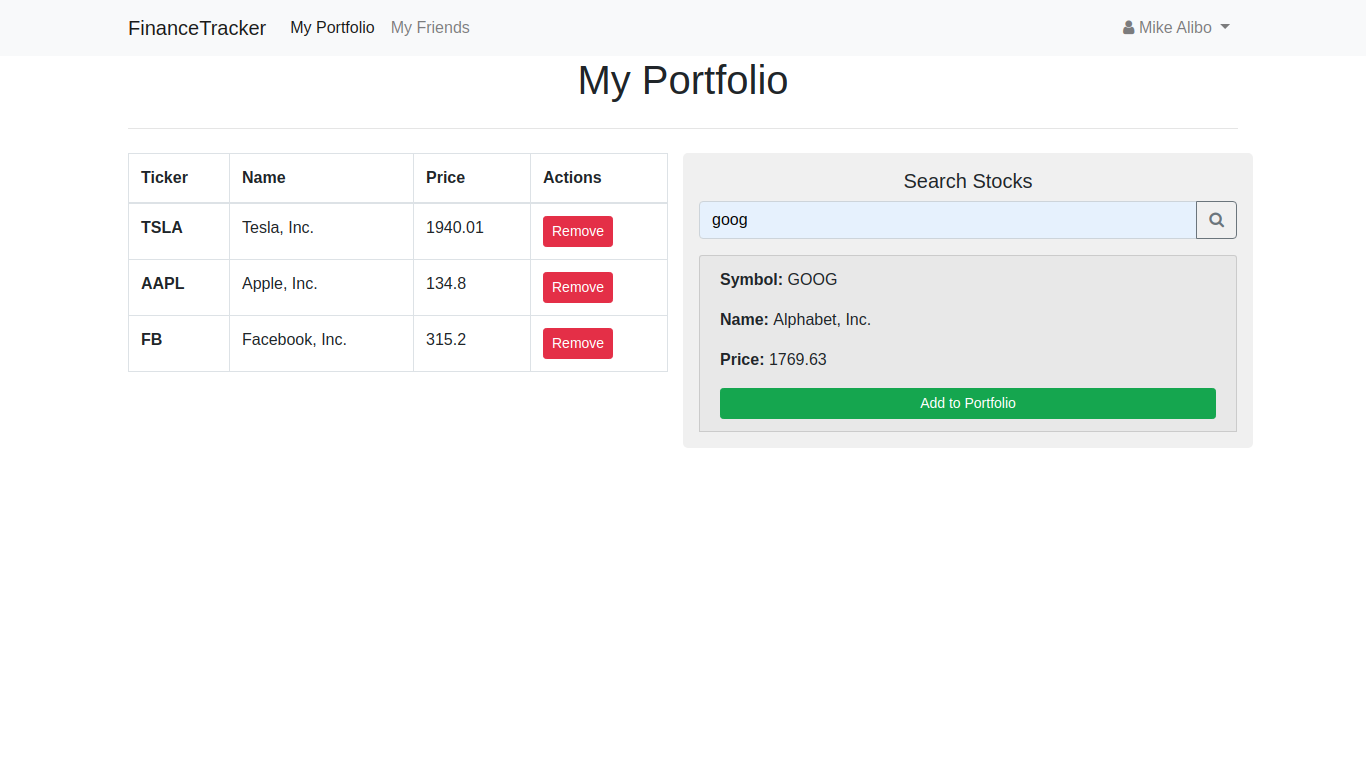 FinanceTracker My Portfolio My Friends Mike Alibo
My Portfolio
Ticker Name Price Actions
TSLA Tesla, Inc. 1940.01 Remove
AAPL Apple, Inc. 134.8 Remove
FB Facebook, Inc. 315.2 Remove
Search Stocks
goog
Symbol: GOOG
Name: Alphabet, Inc.
Price: 1769.63
Add to Portfolio